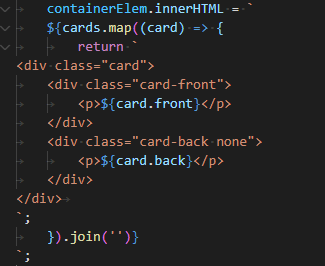 containerElem.innerHTML = `
${cards.map((card) => {
return `
<div class="card">
<div class="card-front">
<p>${card.front}</p>
</div>
<div class="card-back none">
<p>${card.back}</p>
</div>
</div>
`;
}).join('')}
`;